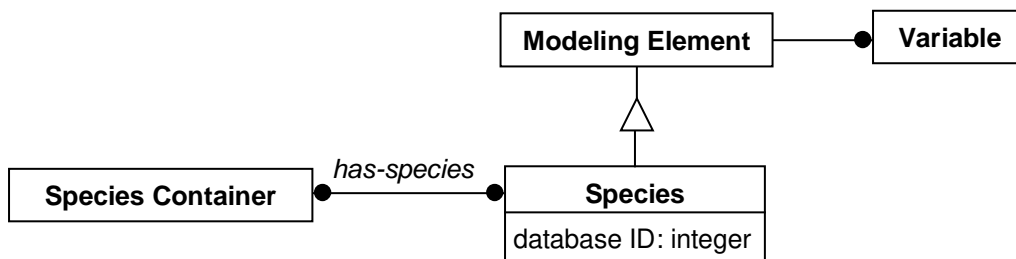 Modeling Element
Variable
has-species
Species Container
Species
database ID: integer